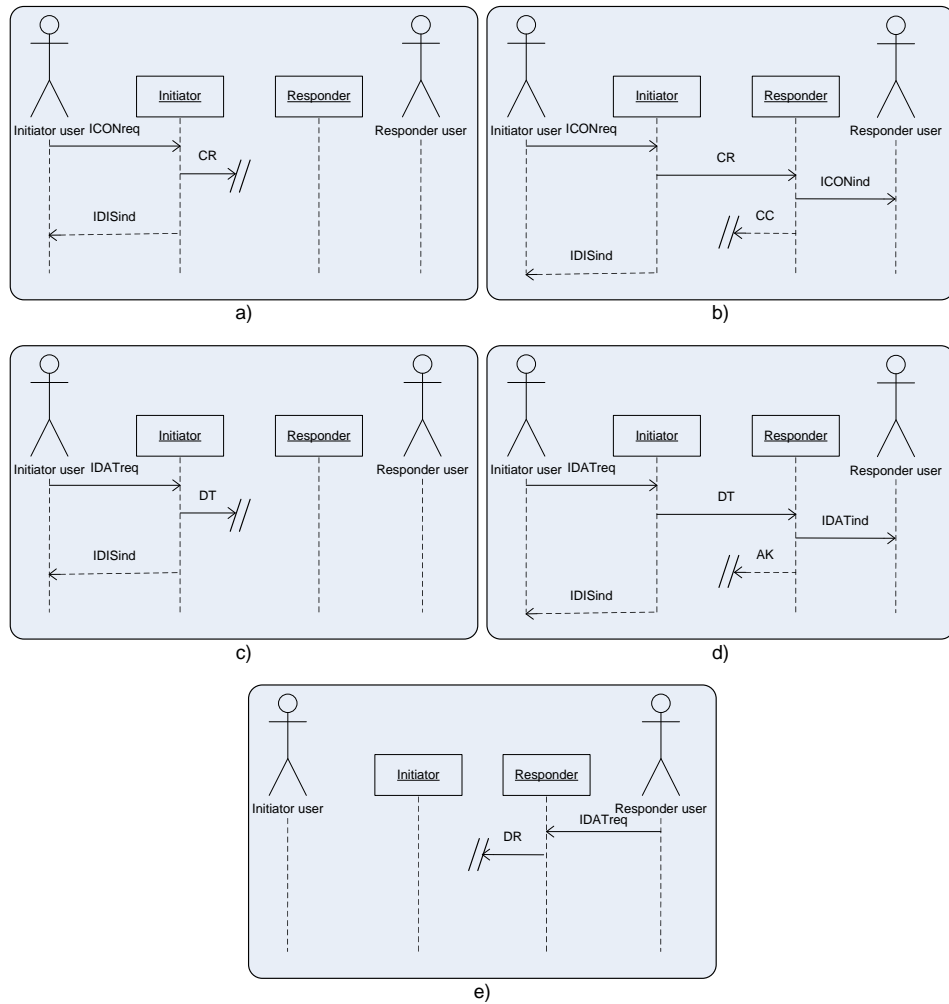 Initiator
Responder
Initiator user
ICONreq
Responder user
CR
IDISind
a)
Initiator
Responder
Initiator user
ICONreq
Responder user
CR
ICONind
CC
IDISind
b)
Initiator
Responder
Initiator user
IDATreq
Responder user
DT
IDISind
c)
Initiator
Responder
Initiator user
IDATreq
Responder user
DT
IDATind
AK
IDISind
d)
Initiator
Responder
Initiator user
Responder user
IDATreq
DR
e)